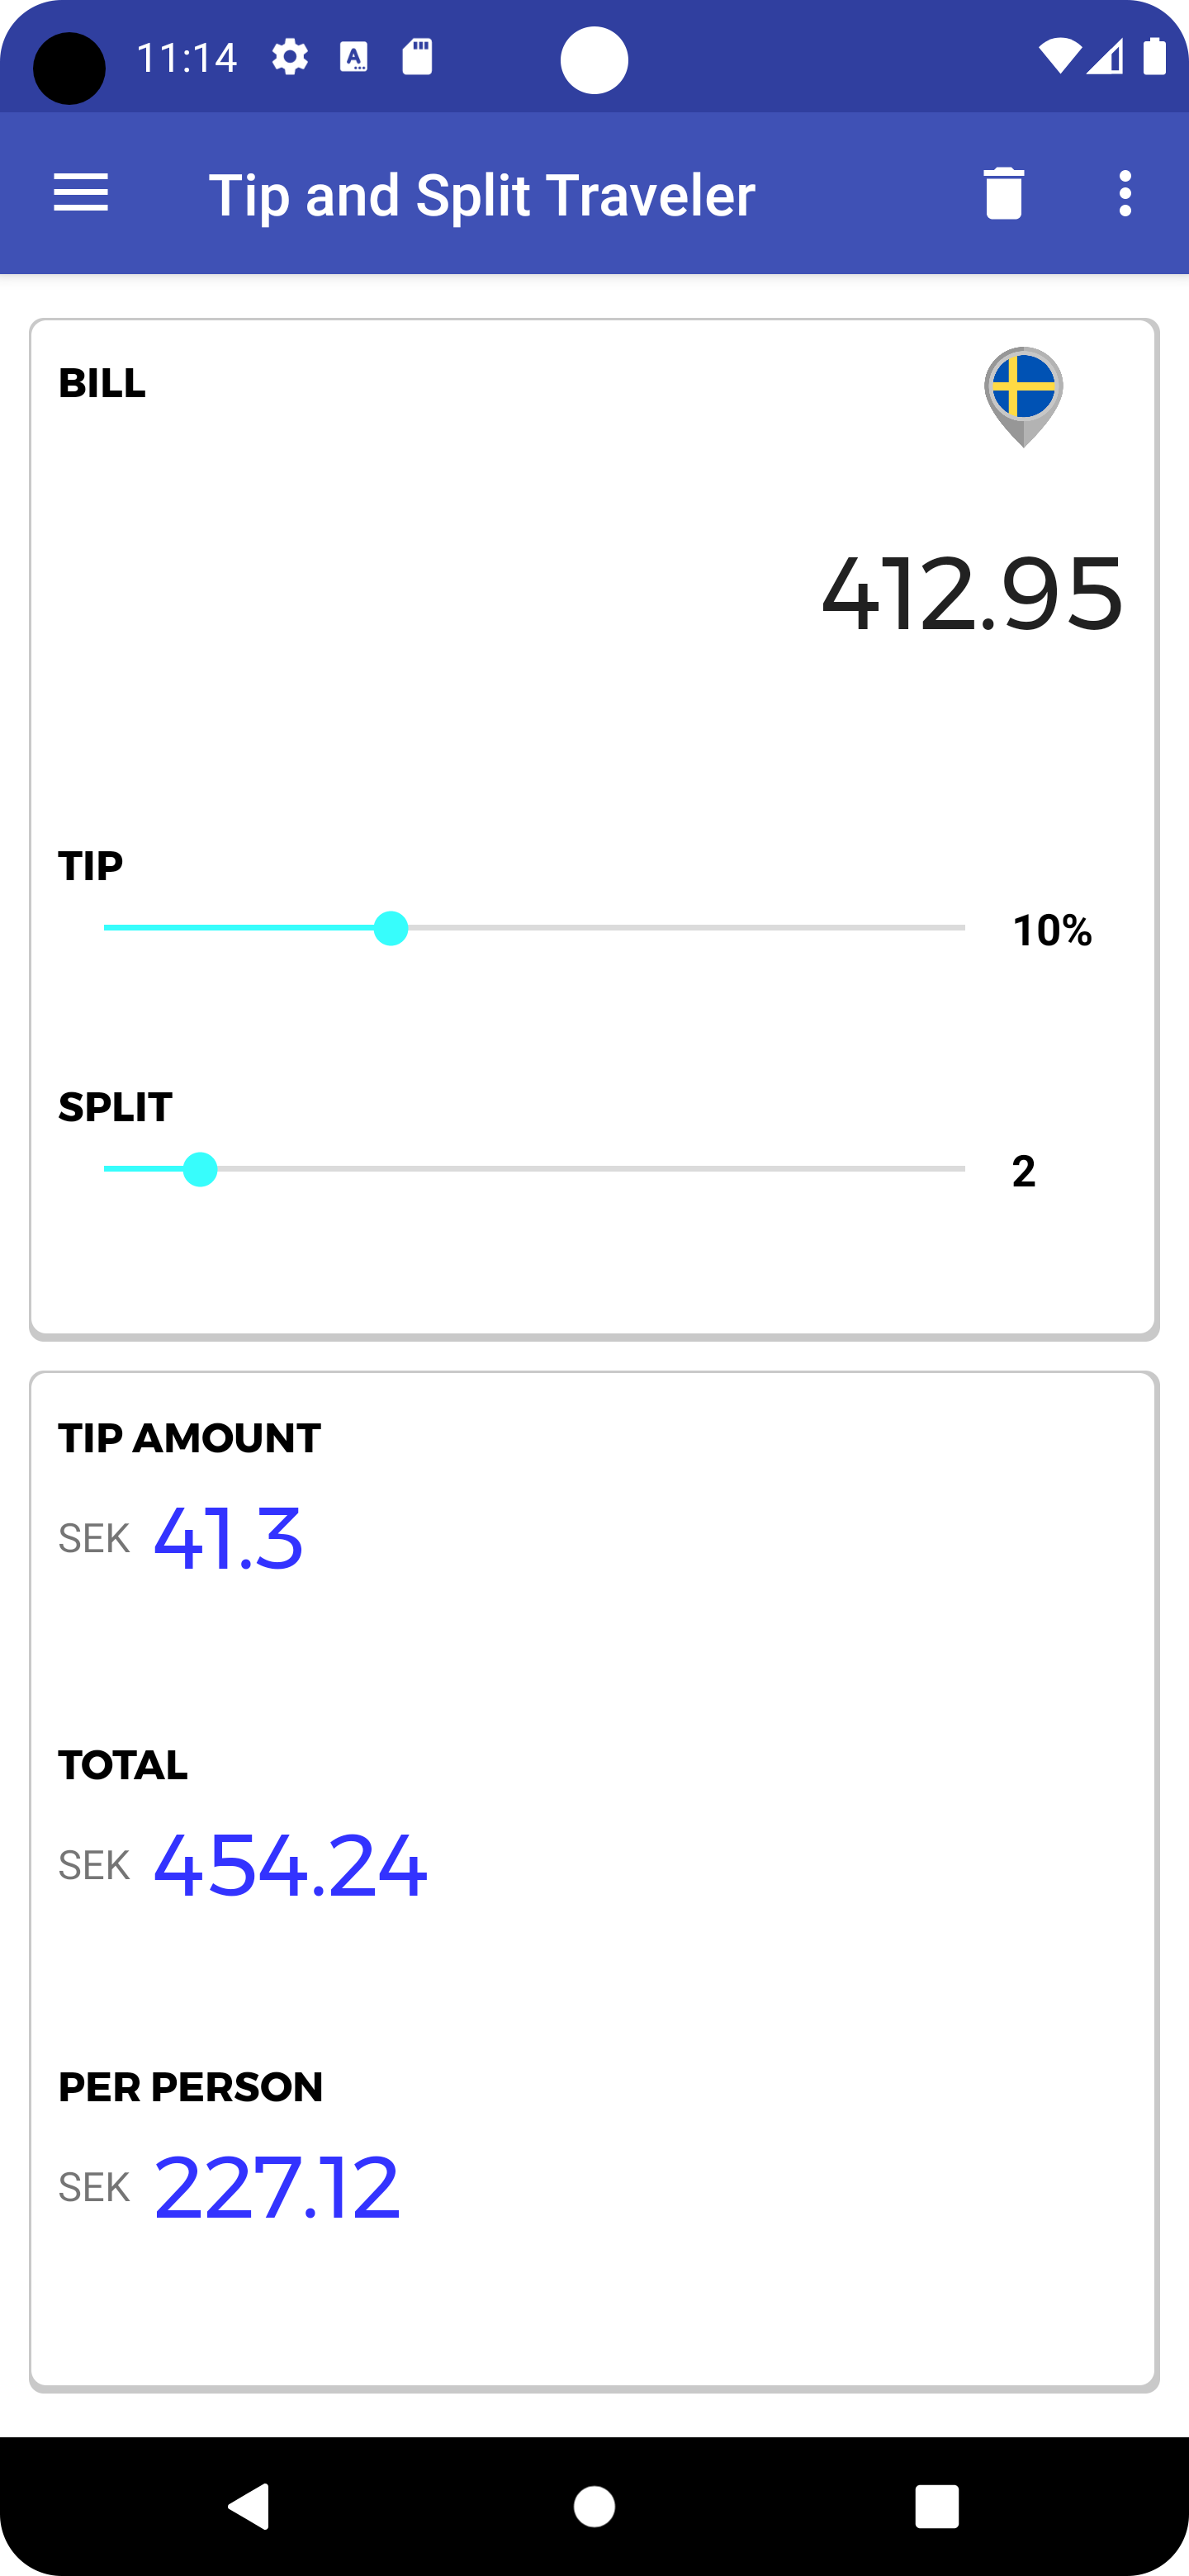 11:14
Tip and Split Traveler
BILL
412.95
TIP
10%
SPLIT
2
TIP AMOUNT
SEK 41.3
TOTAL
SEK 454.24
PER PERSON
SEK 227.12